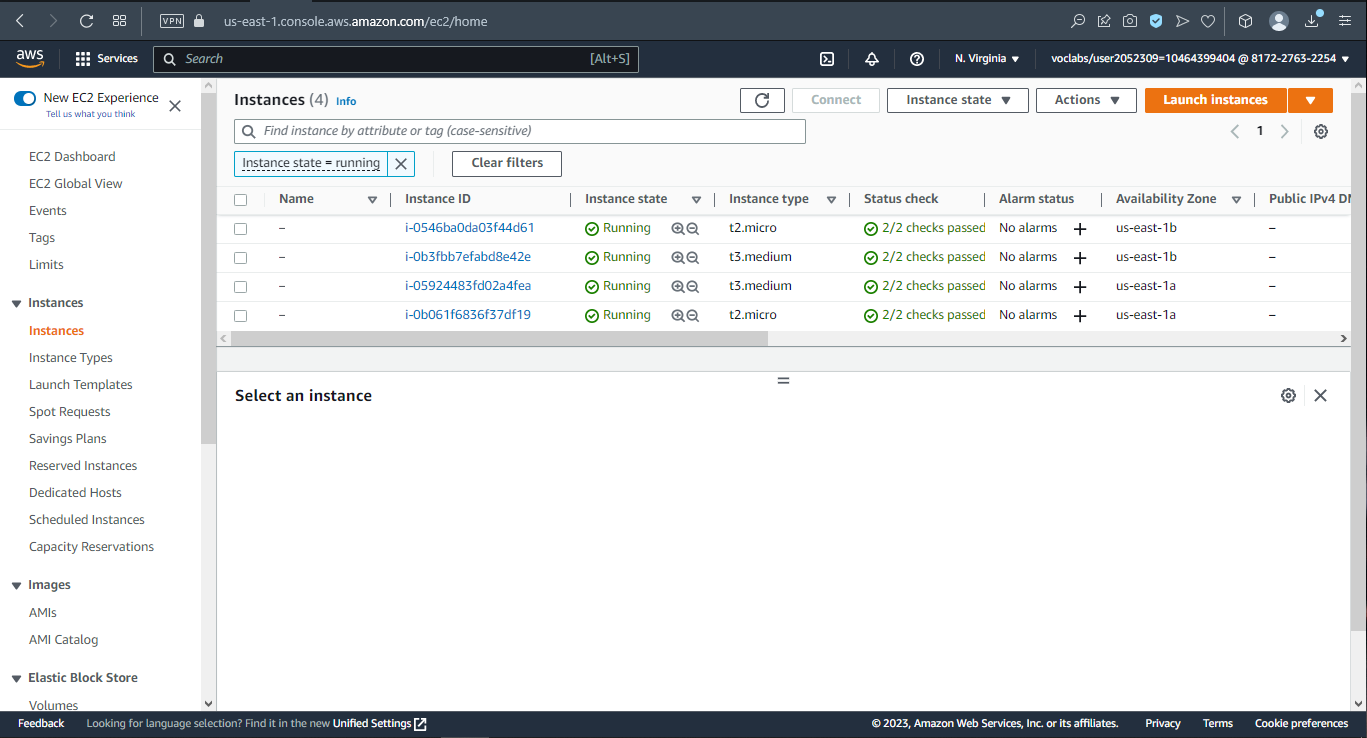 VPN us-east-1.console.aws.amazon.com/ec2/home
aws Services Search [Alt+S] N. Virginia voclabs/user2052309=10464399404 @ 8172-2763-2254
New EC2 Experience
Tell us what you think
EC2 Dashboard
EC2 Global View
Events
Tags
Limits
Instances
Instances
Instance Types
Launch Templates
Spot Requests
Savings Plans
Reserved Instances
Dedicated Hosts
Scheduled Instances
Capacity Reservations
Images
AMIs
AMI Catalog
Elastic Block Store
Volumes
Instances (4) Info Connect Instance state Actions Launch instances
Find instance by attribute or tag (case-sensitive) 1
Instance state = running Clear filters
Name Instance ID Instance state Instance type Status check Alarm status Availability Zone Public IPv4 DN
– i-0546ba0da03f44d61 Running t2.micro 2/2 checks passed No alarms + us-east-1b –
– i-0b3fbb7efabd8e42e Running t3.medium 2/2 checks passed No alarms + us-east-1b –
– i-05924483fd02a4fea Running t3.medium 2/2 checks passed No alarms + us-east-1a –
– i-0b061f6836f37df19 Running t2.micro 2/2 checks passed No alarms + us-east-1a –
Select an instance
Feedback Looking for language selection? Find it in the new Unified Settings © 2023, Amazon Web Services, Inc. or its affiliates. Privacy Terms Cookie preferences